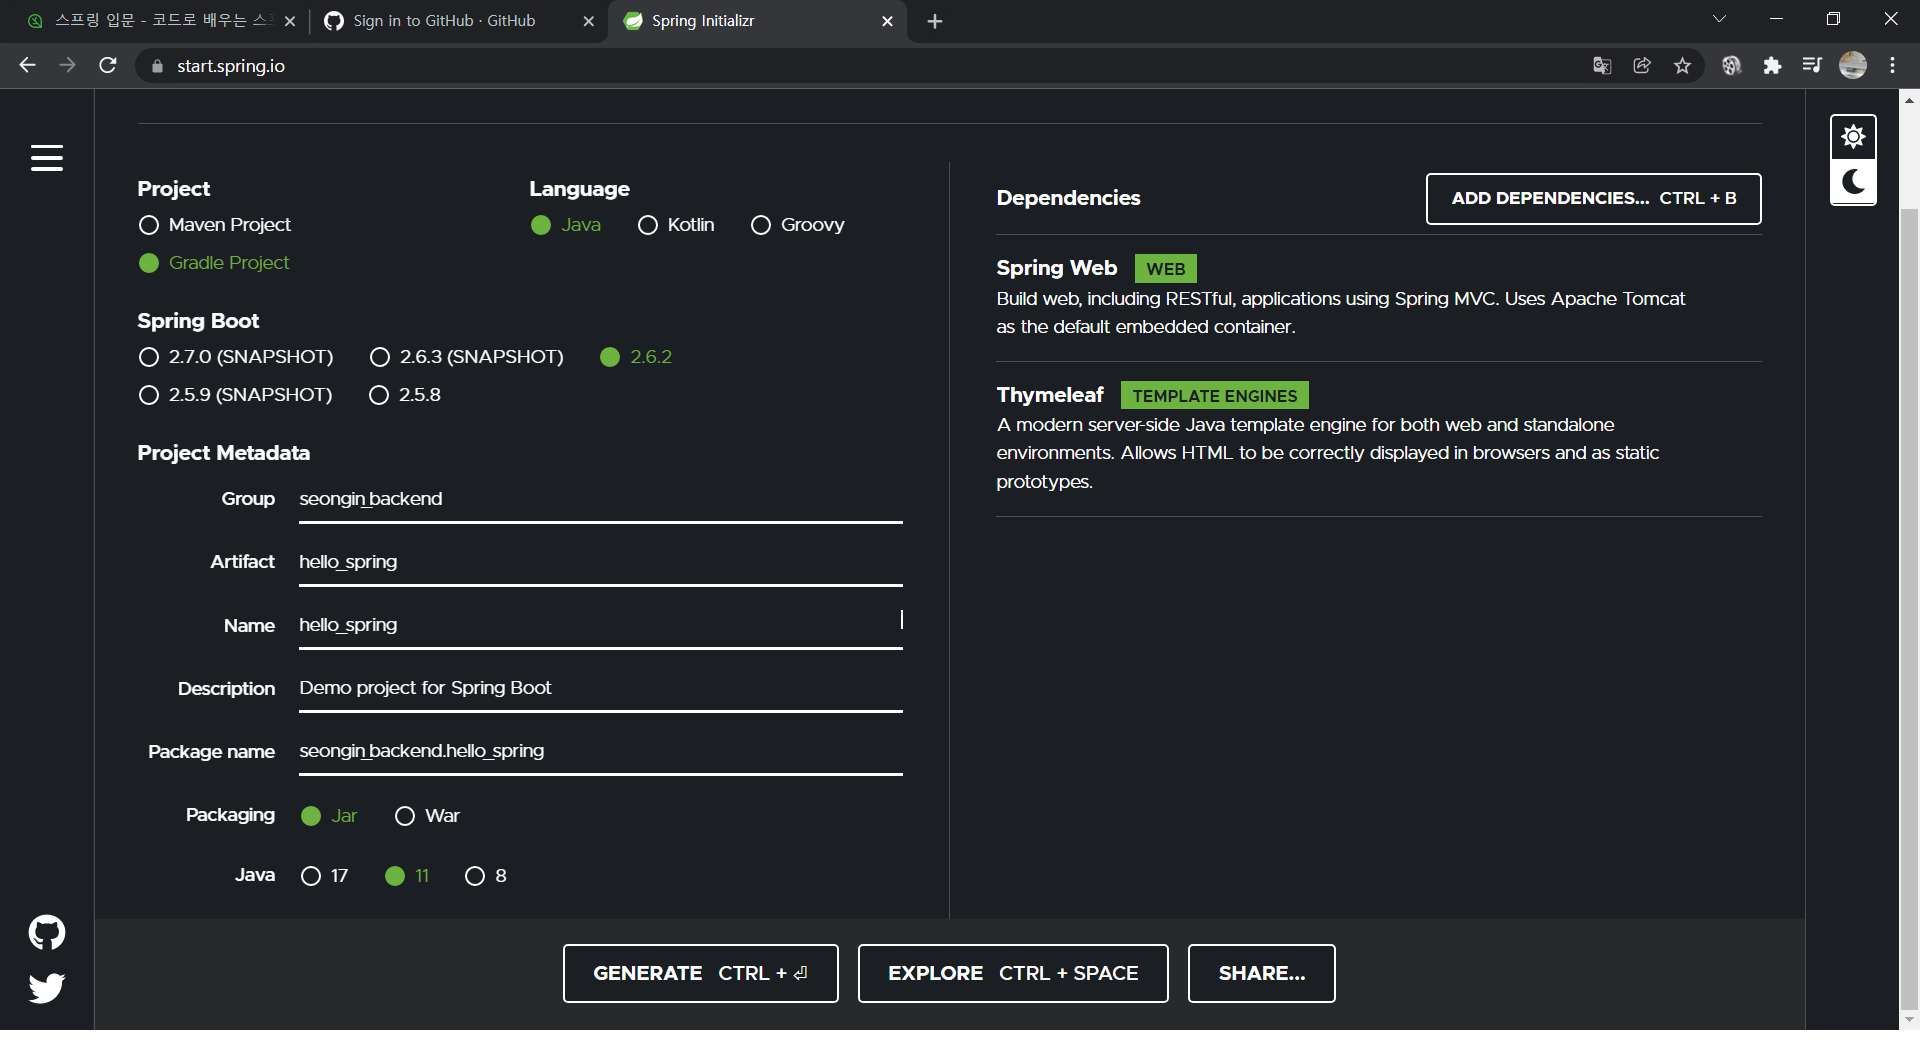 스프링 입문 - 코드로 배우는 스
Sign in to GitHub · GitHub
Spring Initializr
start.spring.io
Project
Maven Project
Gradle Project
Language
Java
Kotlin
Groovy
Spring Boot
2.7.0 (SNAPSHOT)
2.6.3 (SNAPSHOT)
2.6.2
2.5.9 (SNAPSHOT)
2.5.8
Project Metadata
Group
seongin_backend
Artifact
hello_spring
Name
hello_spring
Description
Demo project for Spring Boot
Package name
seongin_backend.hello_spring
Packaging
Jar
War
Java
17
11
8
Dependencies
ADD DEPENDENCIES... CTRL + B
Spring Web WEB
Build web, including RESTful, applications using Spring MVC. Uses Apache Tomcat
as the default embedded container.
Thymeleaf TEMPLATE ENGINES
A modern server-side Java template engine for both web and standalone
environments. Allows HTML to be correctly displayed in browsers and as static
prototypes.
GENERATE CTRL + ⏎
EXPLORE CTRL + SPACE
SHARE...